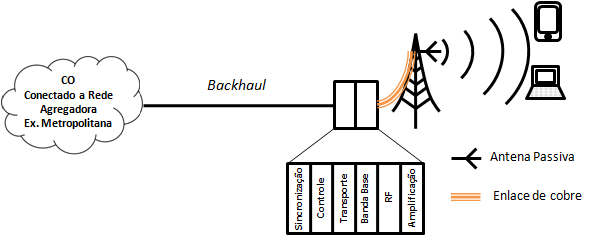 CO
Conectado a Rede
Agregadora
Ex. Metropolitana
Backhaul
Sincronização
Controle
Transporte
Banda Base
RF
Amplificação
Antena Passiva
Enlace de cobre